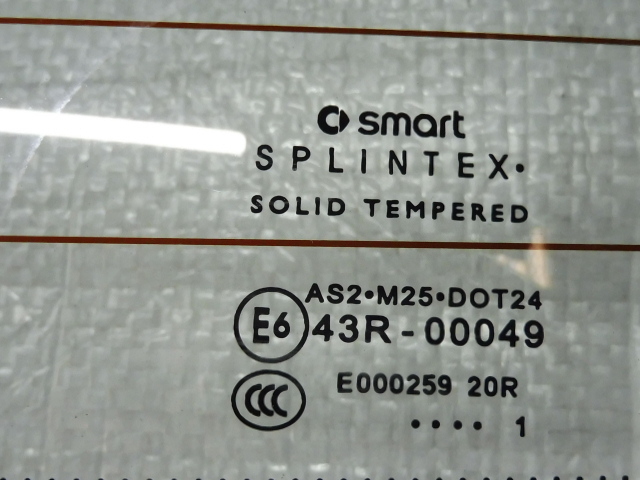 smart
SPLINTEX·
SOLID TEMPERED
AS2•M25•DOT24
E6 43R-00049
CCC E000259 20R
•••• 1